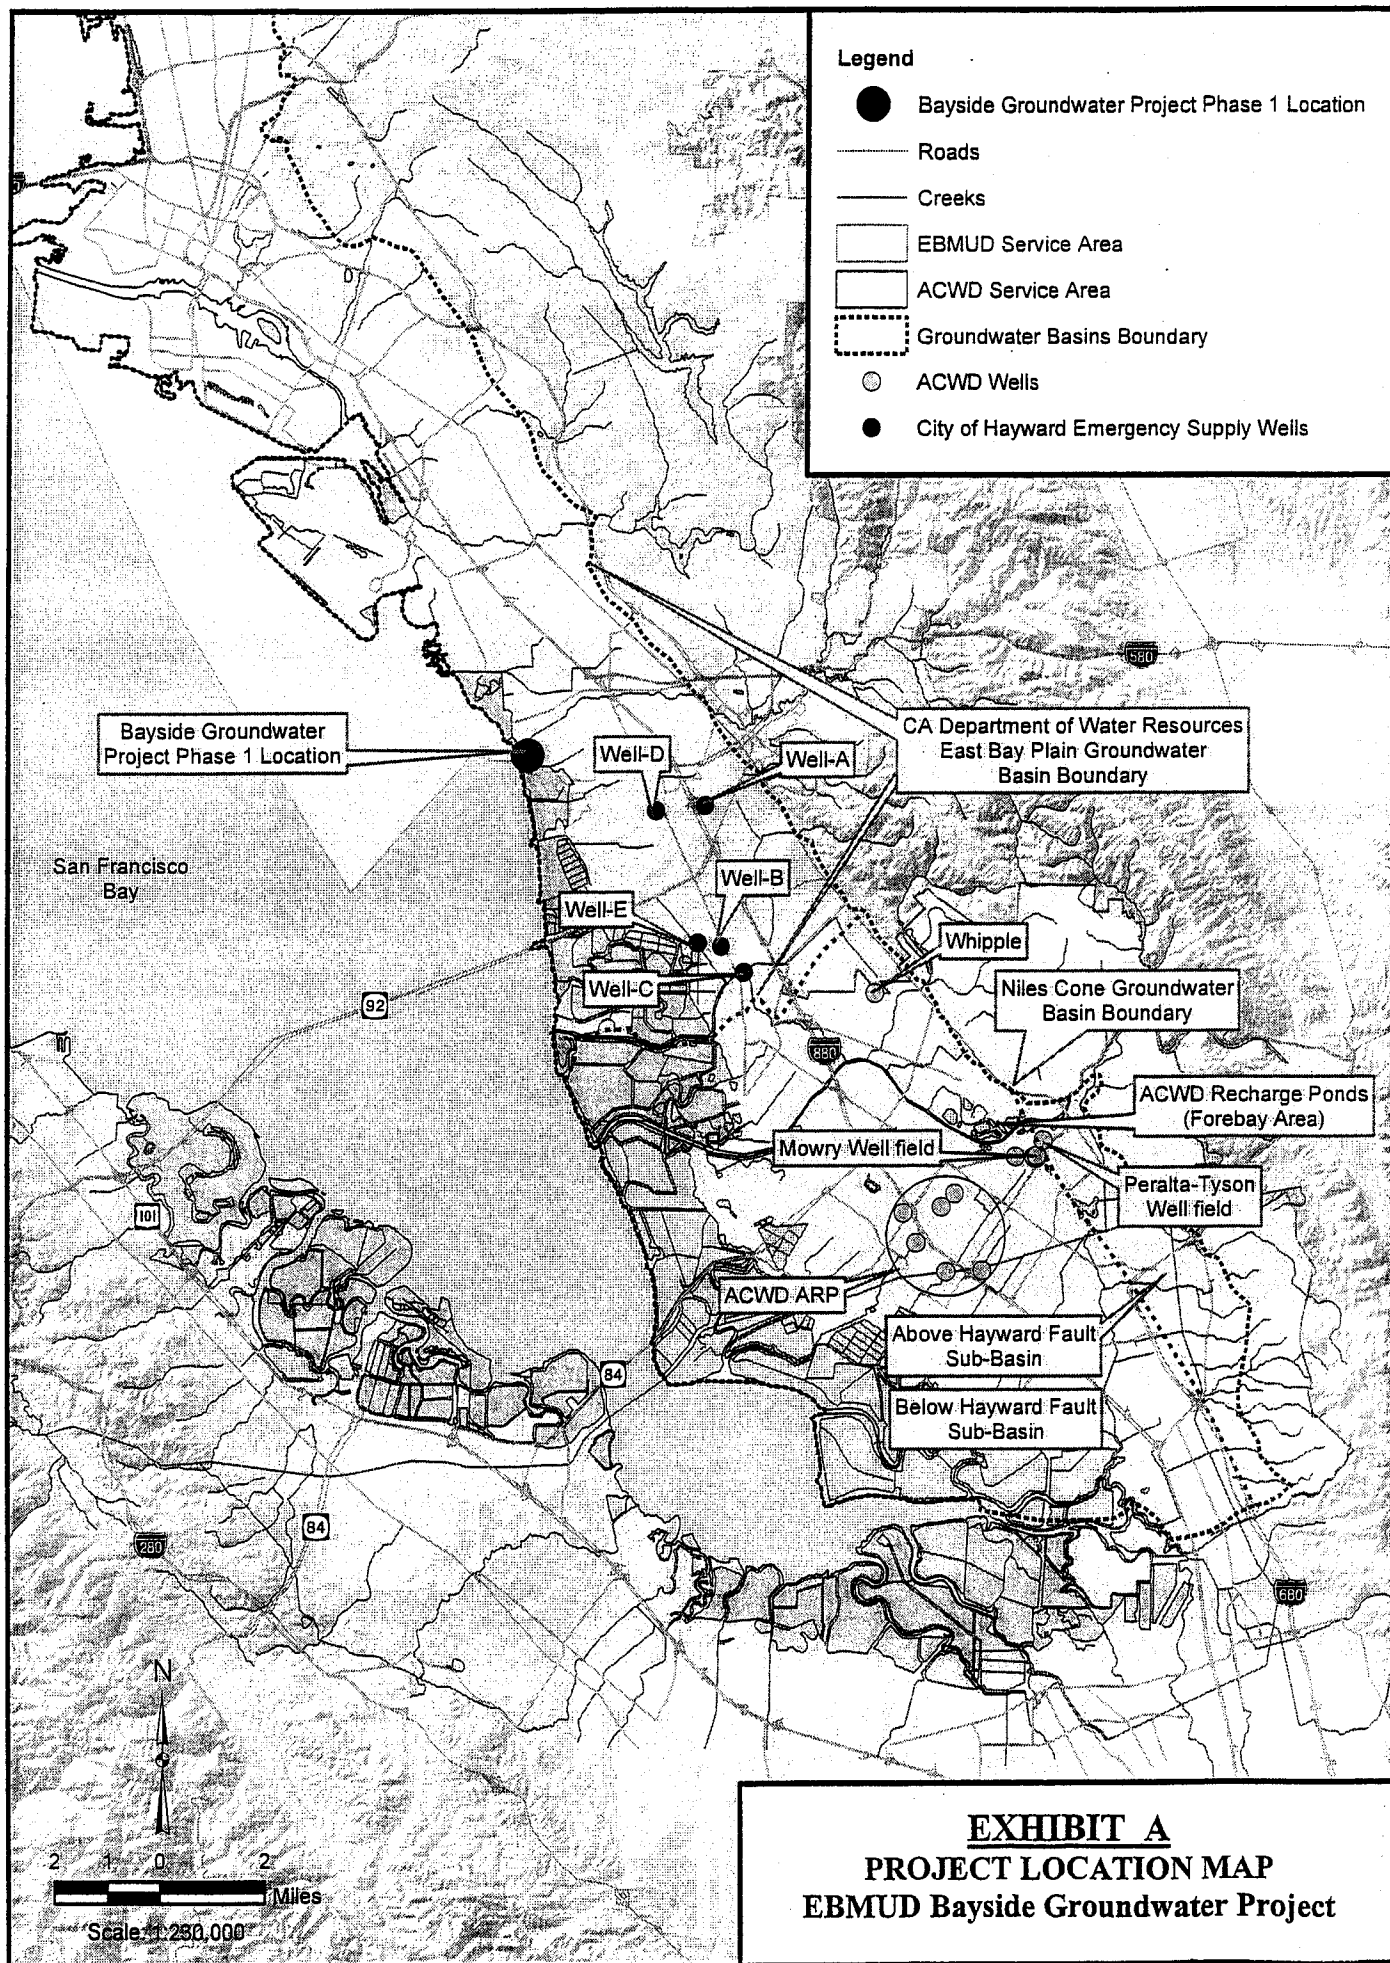 Legend
Bayside Groundwater Project Phase 1 Location
Roads
Creeks
EBMUD Service Area
ACWD Service Area
Groundwater Basins Boundary
ACWD Wells
City of Hayward Emergency Supply Wells
580
Bayside Groundwater
Project Phase 1 Location
CA Department of Water Resources
East Bay Plain Groundwater
Basin Boundary
Well-D
Well-A
San Francisco
Bay
Well-B
Well-E
Whipple
Well-C
Niles Cone Groundwater
Basin Boundary
92
880
ACWD Recharge Ponds
(Forebay Area)
Mowry Well field
Peralta-Tyson
Well field
101
ACWD ARP
Above Hayward Fault
Sub-Basin
84
Below Hayward Fault
Sub-Basin
84
280
680
N
2 1 0 2
Miles
Scale: 1:280,000
EXHIBIT A
PROJECT LOCATION MAP
EBMUD Bayside Groundwater Project